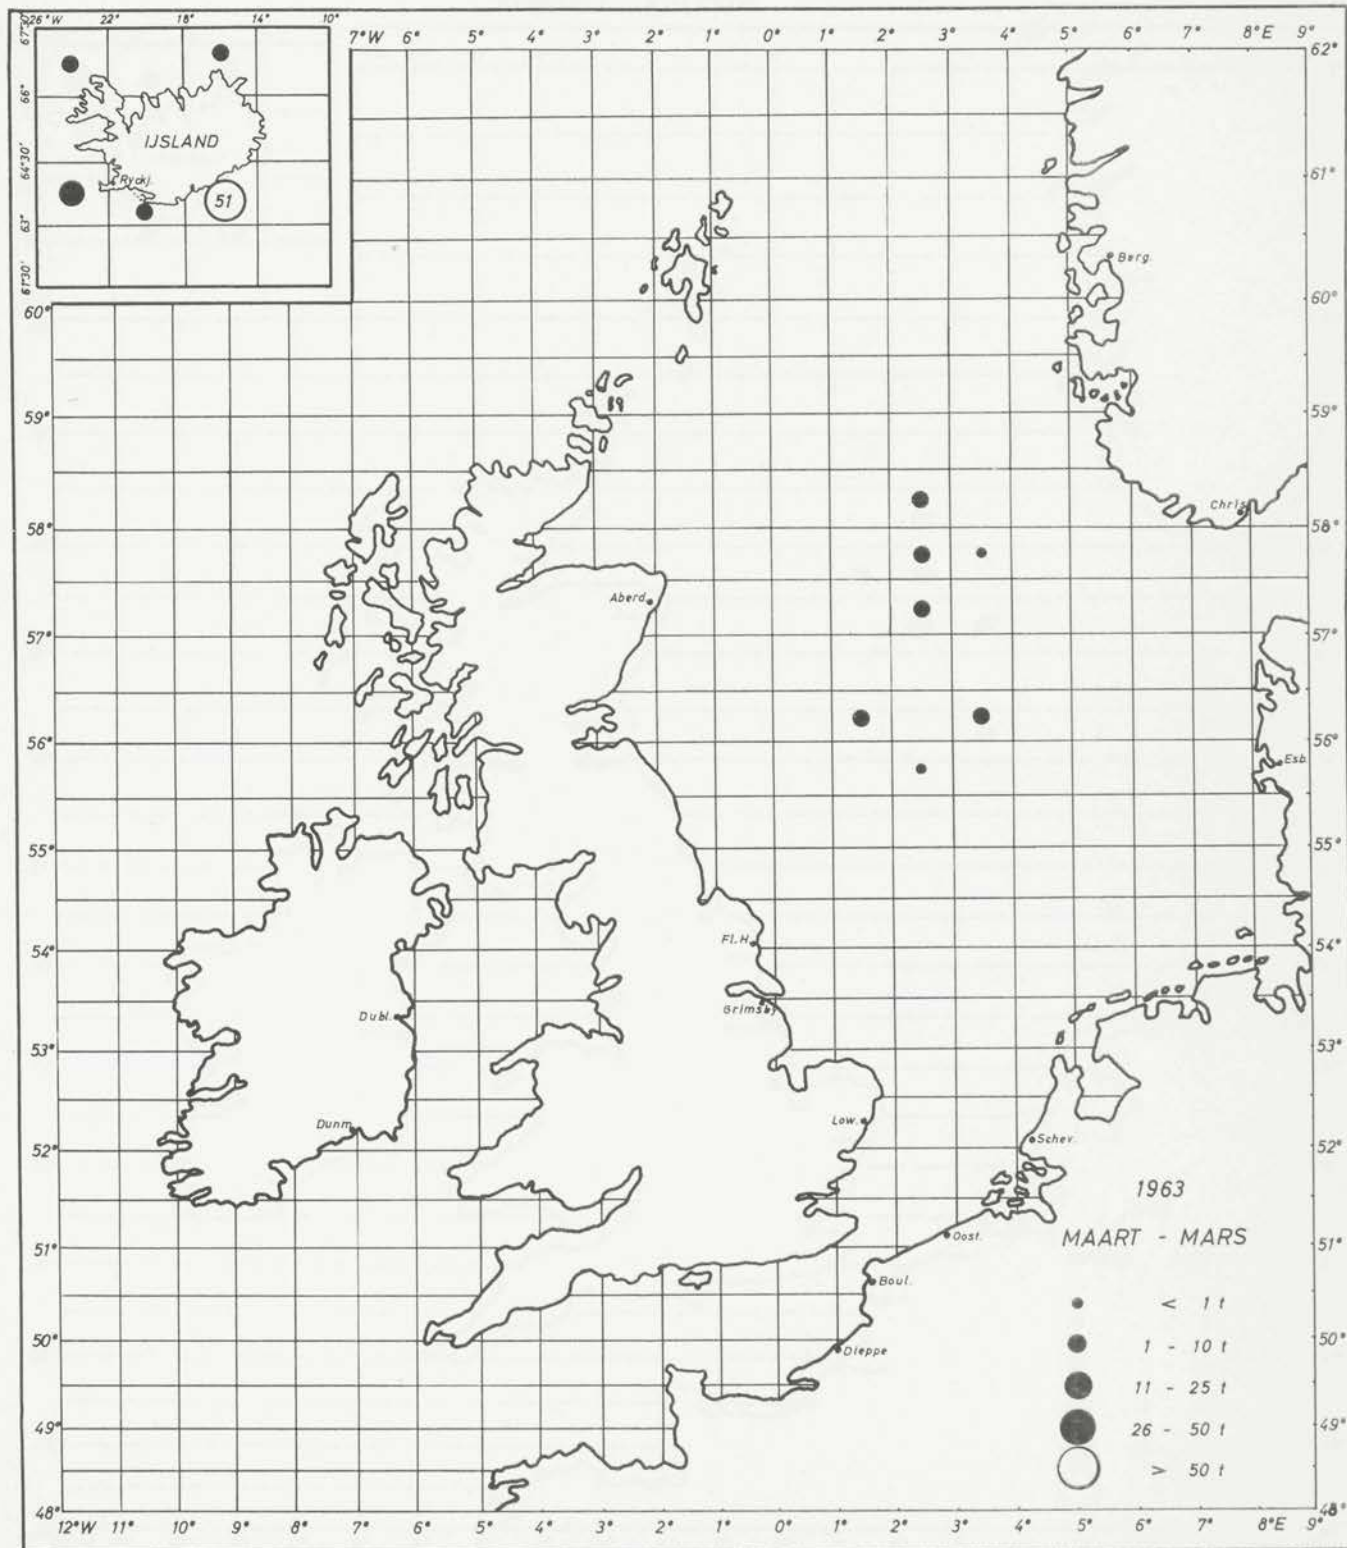 26°W 22° 18° 14° 10°
67°30'
66°
64°30'
63°
61°30'
IJSLAND
Ryckj.
51
7°W 6° 5° 4° 3° 2° 1° 0° 1° 2° 3° 4° 5° 6° 7° 8°E 9°
62°
61°
60° 60°
59° 59°
58° 58°
57° 57°
56° 56°
55° 55°
54° 54°
53° 53°
52° 52°
51° 51°
50° 50°
49° 49°
48° 48°
Berg.
Chris.
Aberd.
Esb.
Fl.H.
Grimsby
Dubl.
Dunm.
Low.
Schev.
Oost.
Boul.
Dieppe
1963
MAART - MARS
< 1 t
1 - 10 t
11 - 25 t
26 - 50 t
> 50 t
12°W 11° 10° 9° 8° 7° 6° 5° 4° 3° 2° 1° 0° 1° 2° 3° 4° 5° 6° 7° 8°E 9°